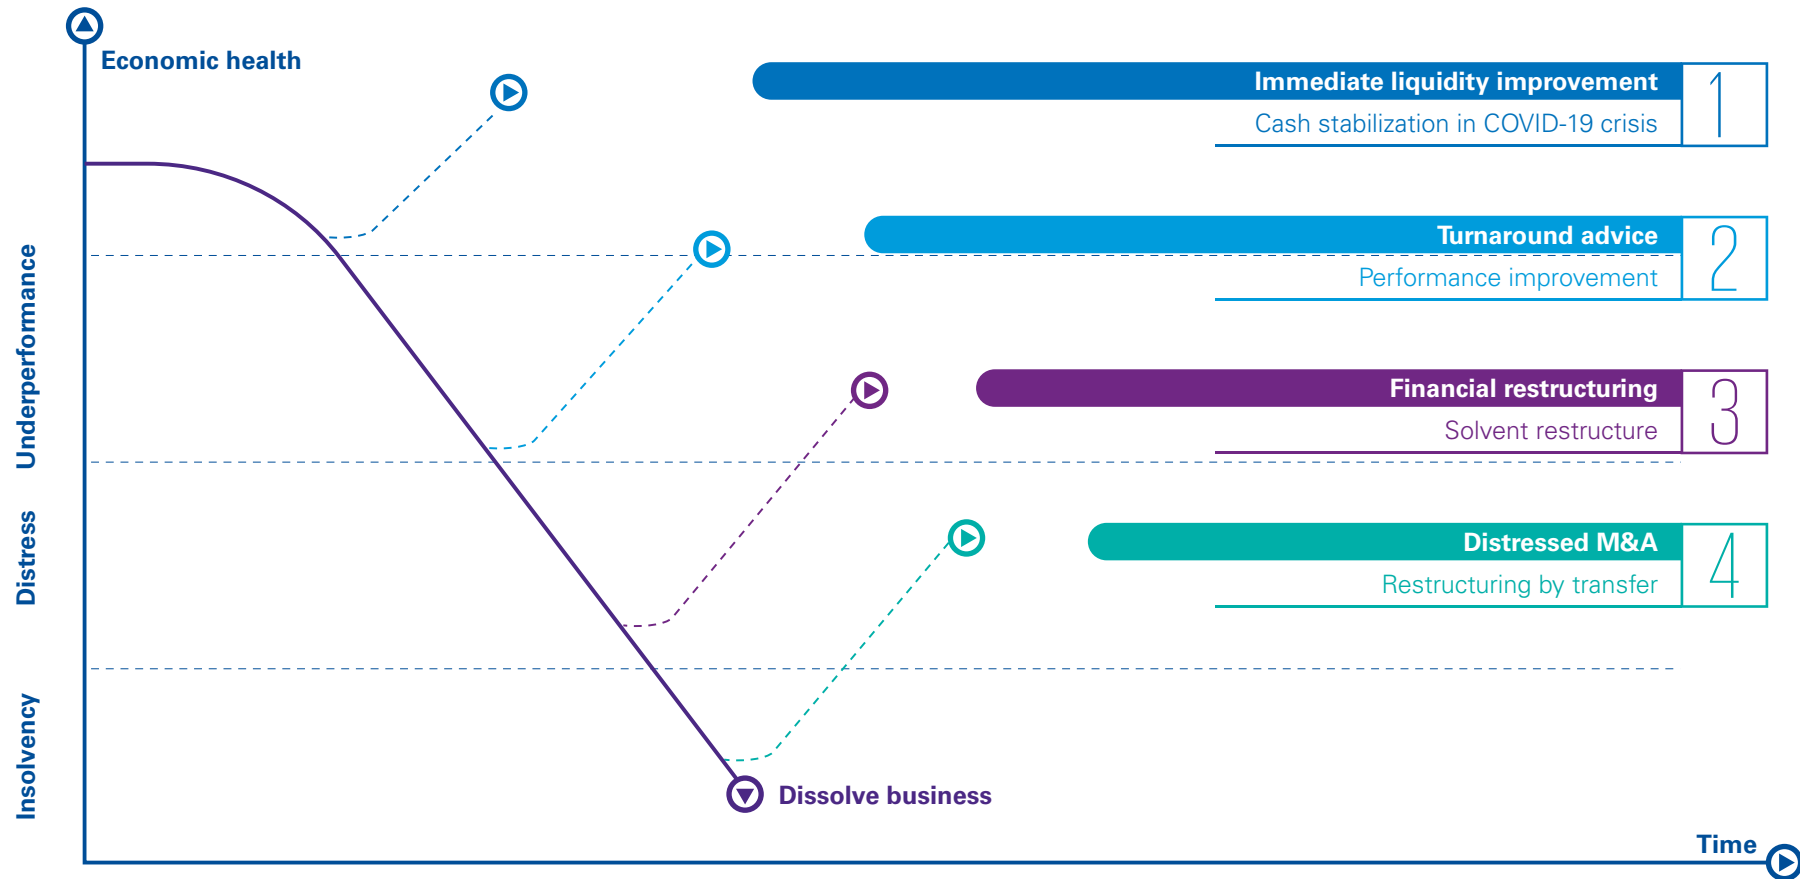 Economic health
Immediate liquidity improvement
1
Cash stabilization in COVID-19 crisis
Turnaround advice
2
Performance improvement
Underperformance
Financial restructuring
3
Solvent restructure
Distress
Distressed M&A
4
Restructuring by transfer
Insolvency
Dissolve business
Time